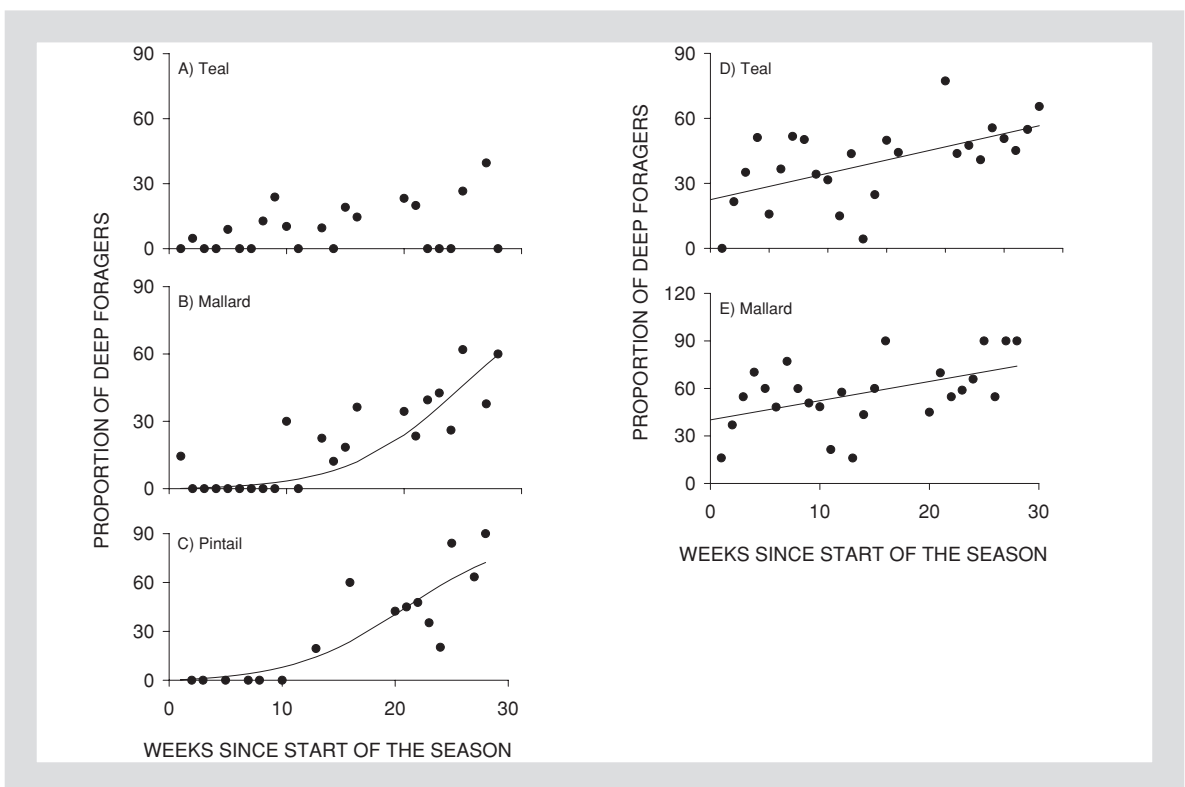 90
A) Teal
60
30
0
90
B) Mallard
60
30
0
90
C) Pintail
60
30
0
0 10 20 30
WEEKS SINCE START OF THE SEASON
PROPORTION OF DEEP FORAGERS
90
D) Teal
60
30
0
120
E) Mallard
90
60
30
0
0 10 20 30
WEEKS SINCE START OF THE SEASON
PROPORTION OF DEEP FORAGERS